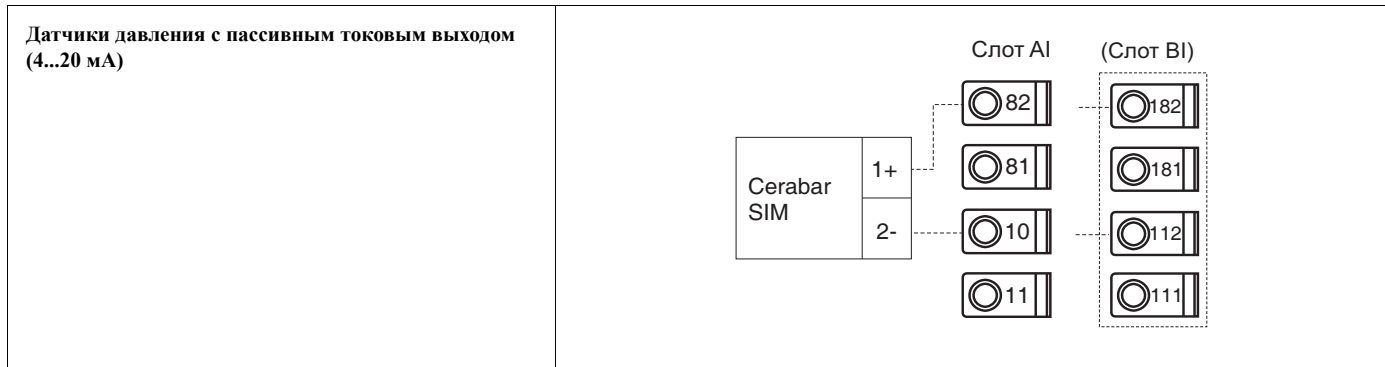 Датчики давления с пассивным токовым выходом
(4...20 мА)
Слот AI
(Слот BI)
82
182
1+
81
181
Cerabar
SIM
2-
10
112
11
111